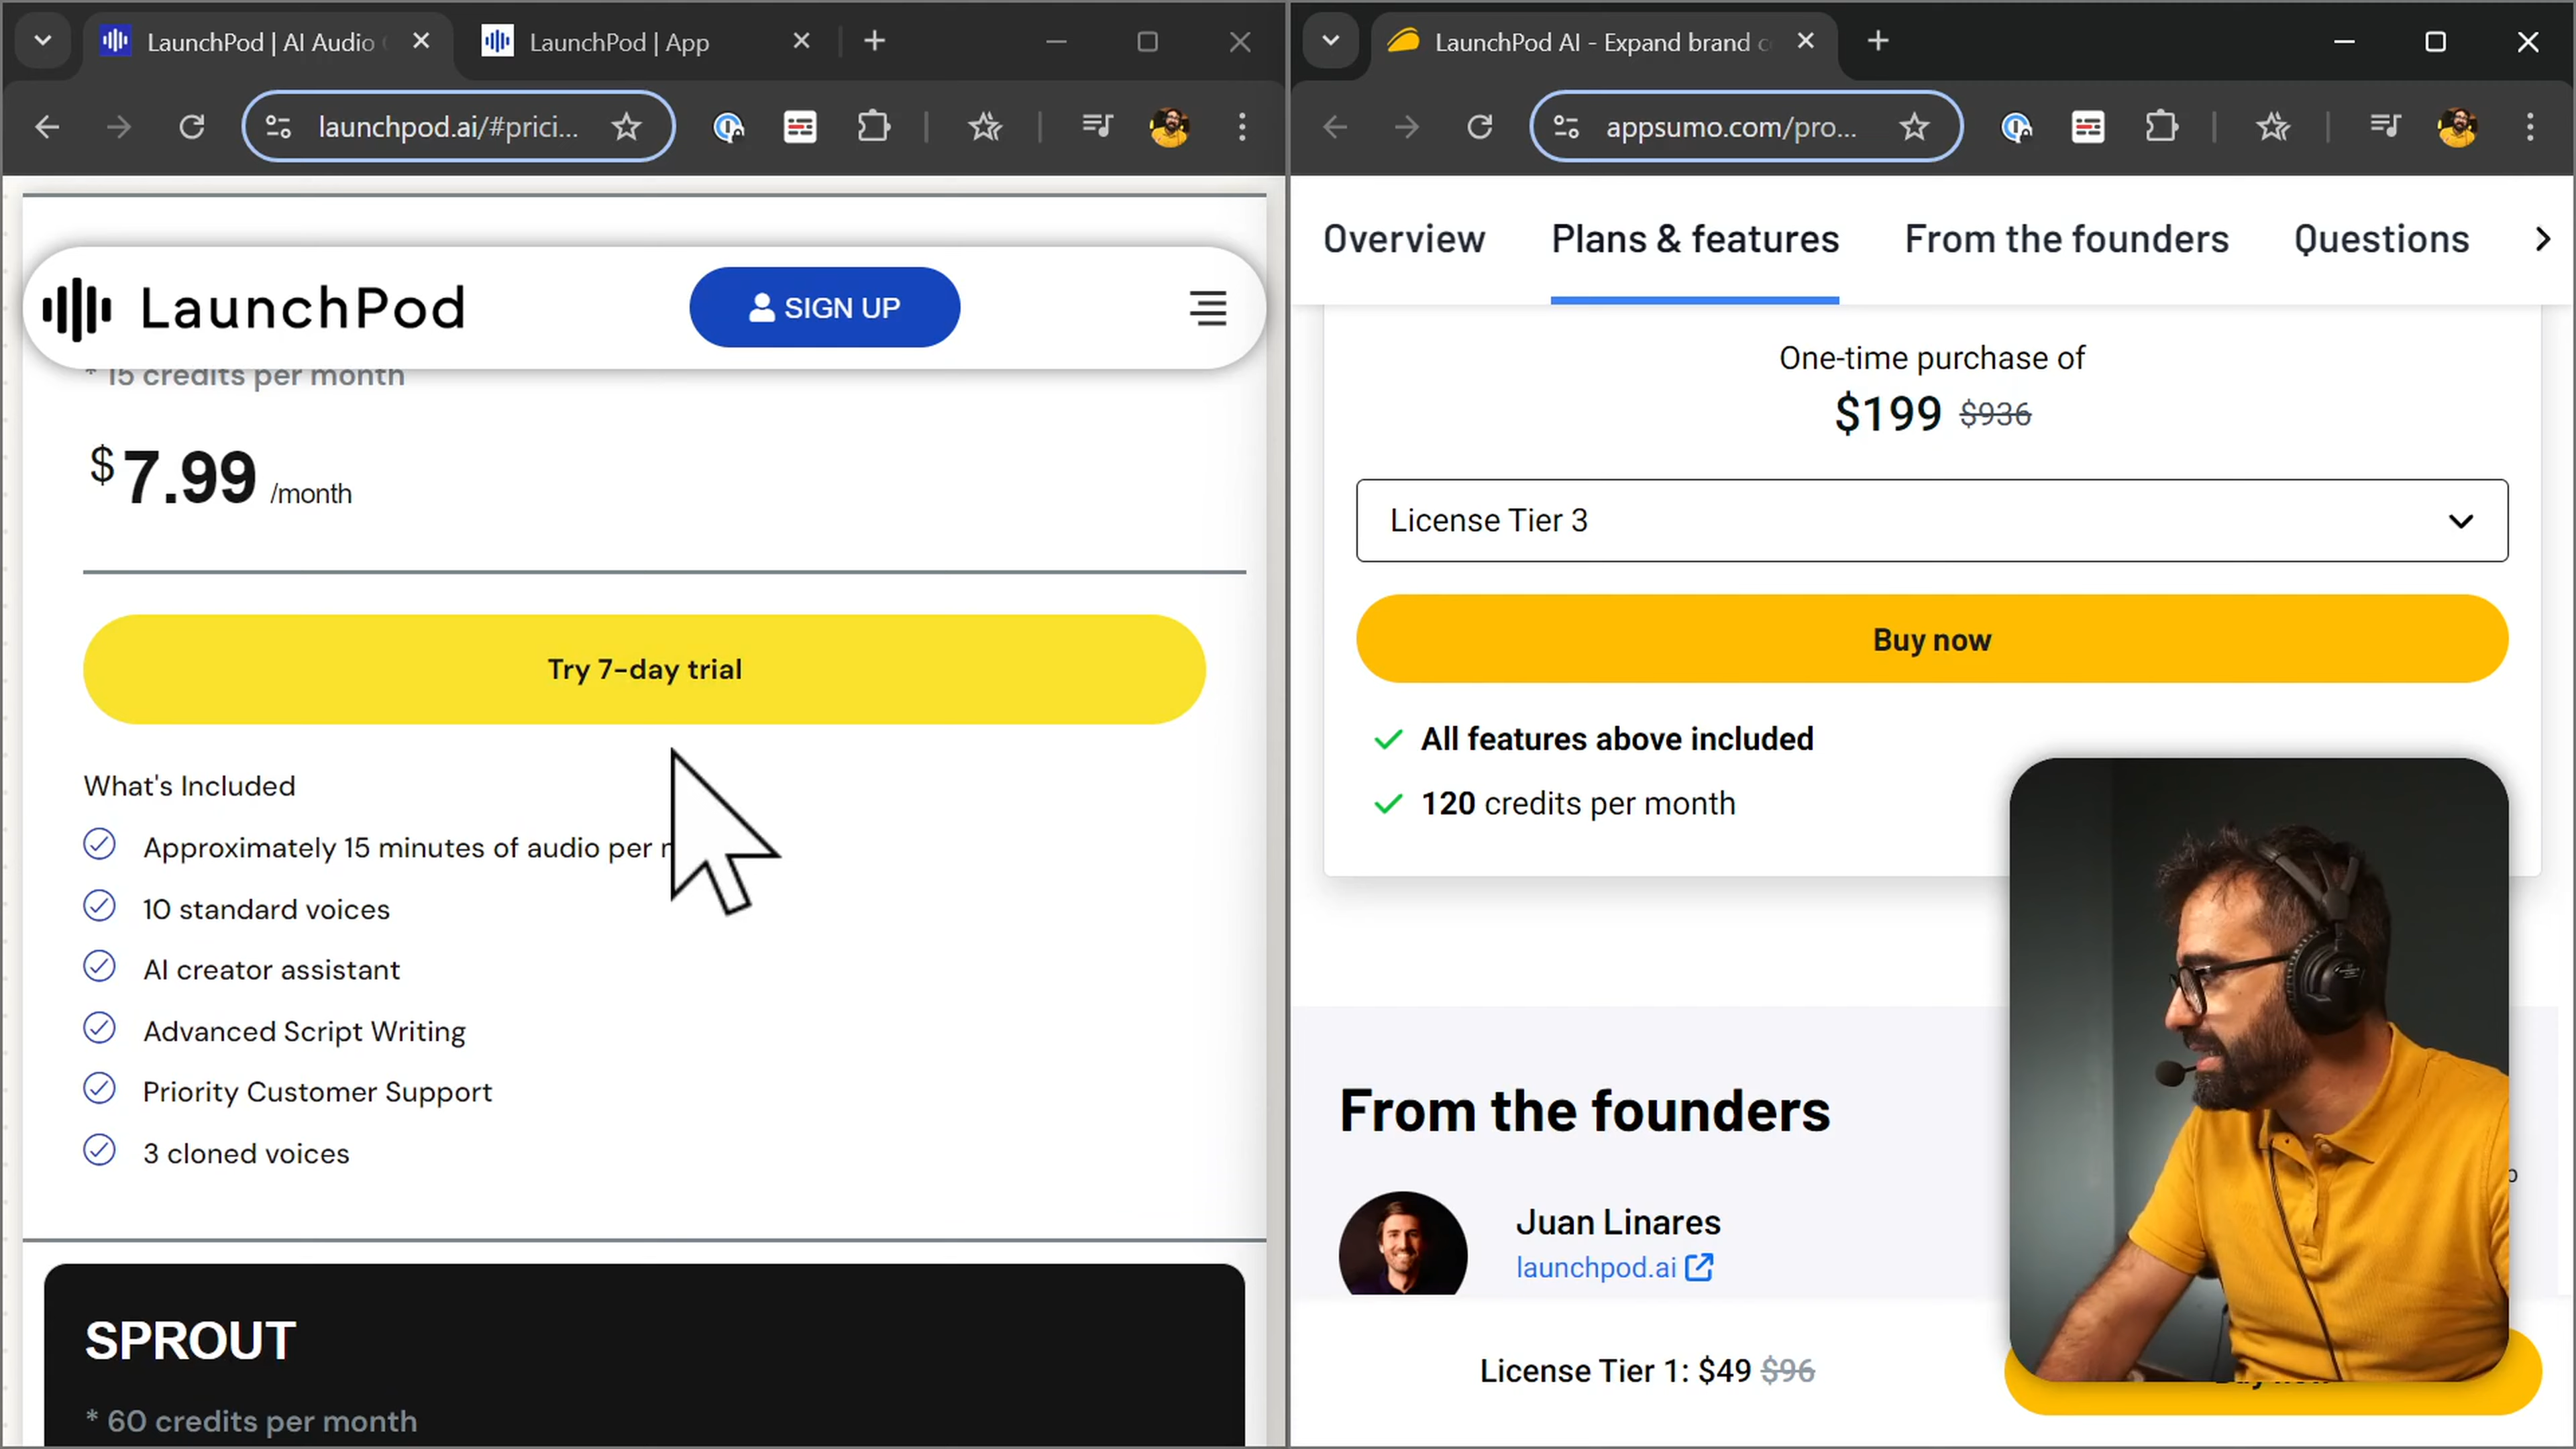 LaunchPod | AI Audio
LaunchPod | App
launchpod.ai/#prici...
LaunchPod
SIGN UP
* 15 credits per month
$7.99 /month
Try 7-day trial
What's Included
Approximately 15 minutes of audio per
10 standard voices
AI creator assistant
Advanced Script Writing
Priority Customer Support
3 cloned voices
SPROUT
* 60 credits per month
LaunchPod AI - Expand brand
appsumo.com/pro...
Overview
Plans & features
From the founders
Questions
One-time purchase of
$199 $936
License Tier 3
Buy now
All features above included
120 credits per month
From the founders
Juan Linares
launchpod.ai
License Tier 1: $49 $96